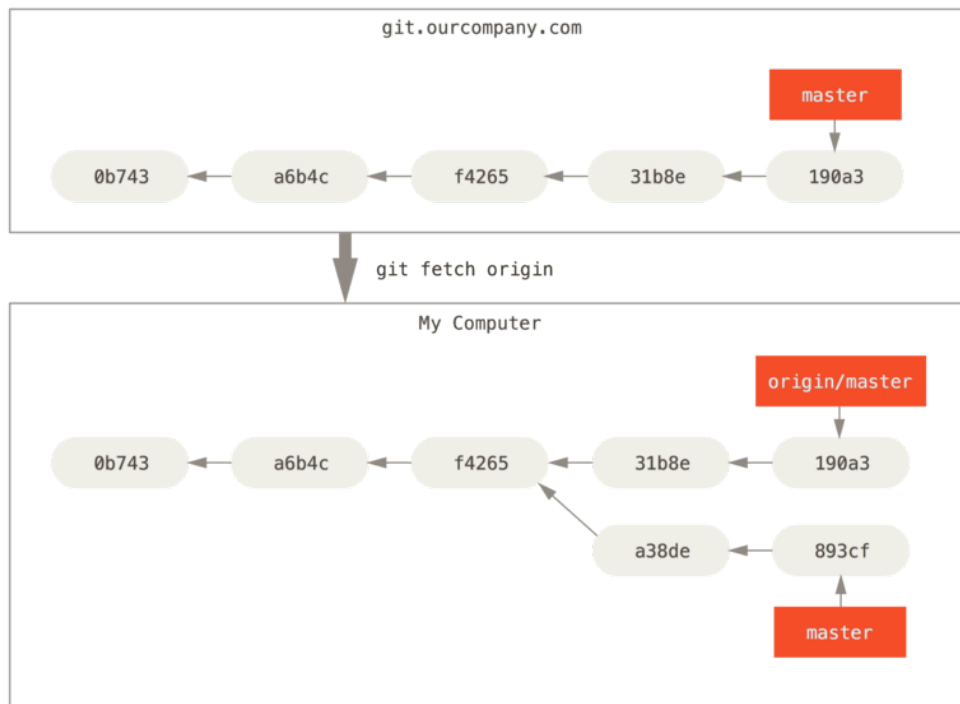 git.ourcompany.com
master
0b743 a6b4c f4265 31b8e 190a3
git fetch origin
My Computer
origin/master
0b743 a6b4c f4265 31b8e 190a3
a38de 893cf
master